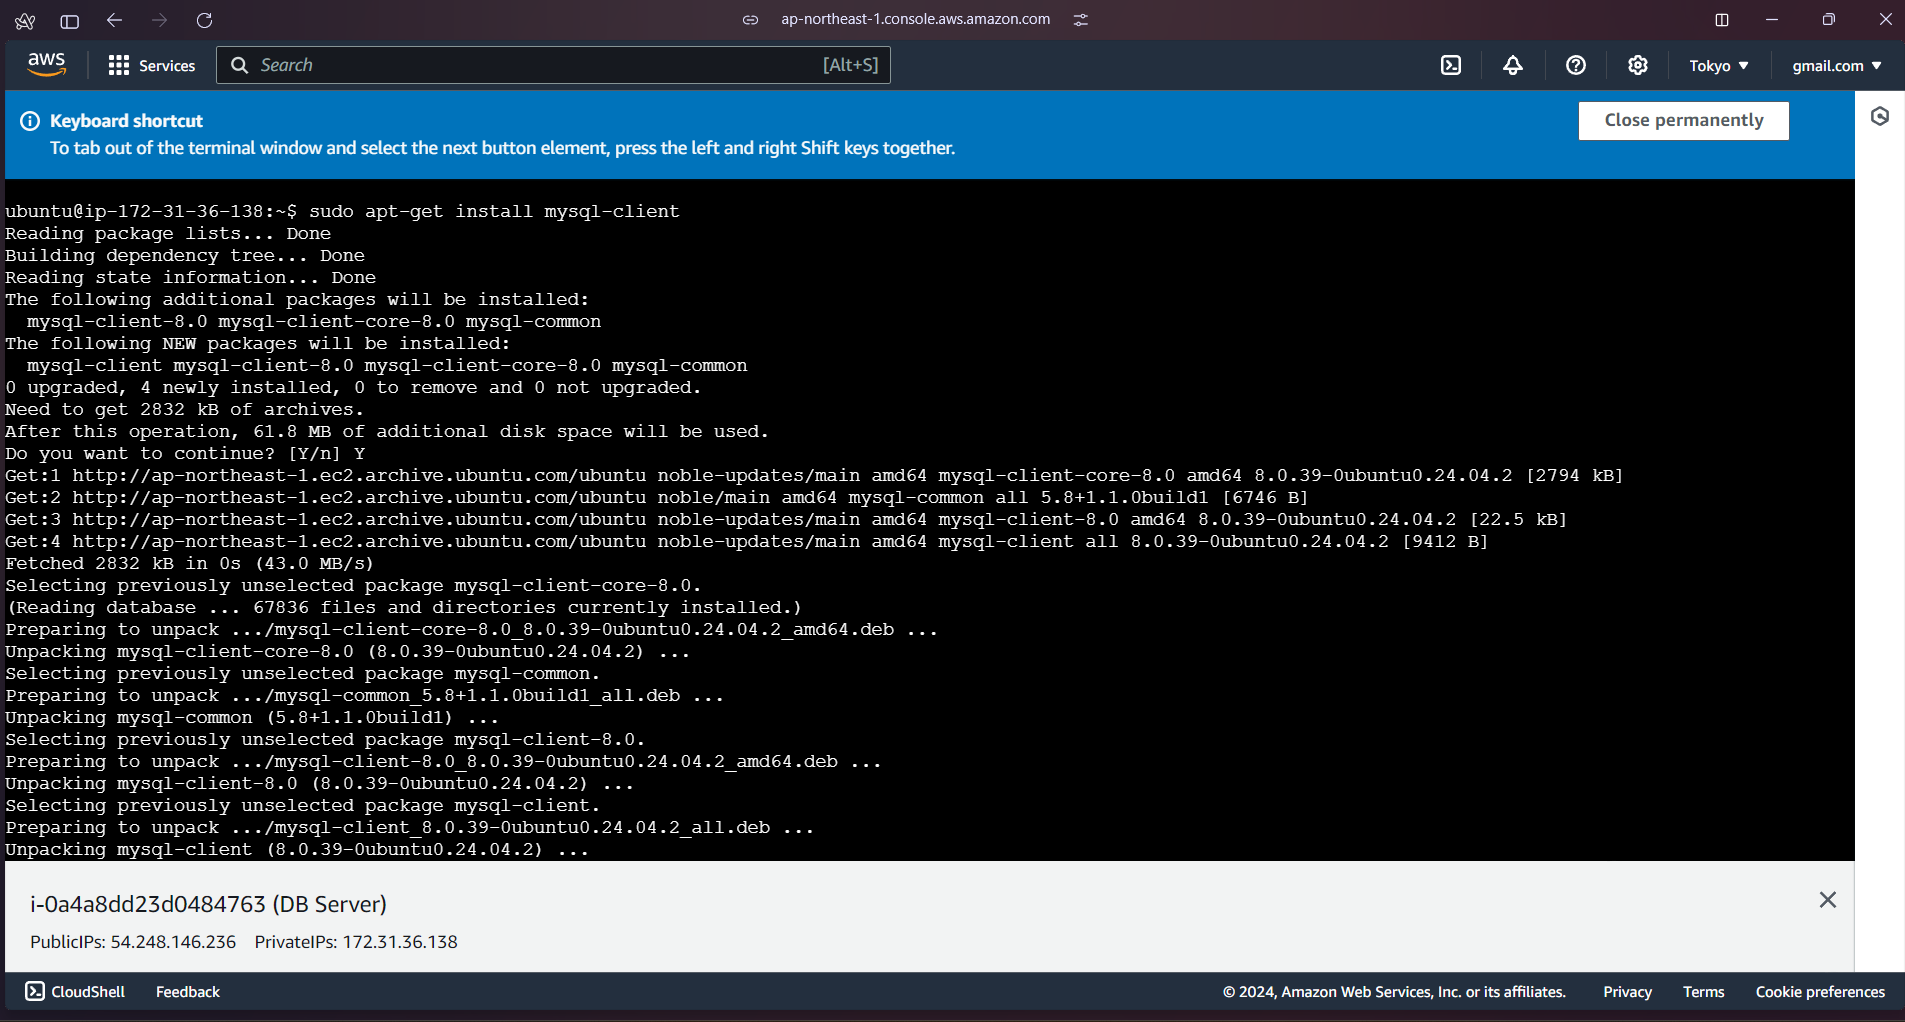 ap-northeast-1.console.aws.amazon.com
aws
Services
Search
[Alt+S]
Tokyo
gmail.com
Keyboard shortcut
To tab out of the terminal window and select the next button element, press the left and right Shift keys together.
Close permanently
ubuntu@ip-172-31-36-138:~$ sudo apt-get install mysql-client
Reading package lists... Done
Building dependency tree... Done
Reading state information... Done
The following additional packages will be installed:
  mysql-client-8.0 mysql-client-core-8.0 mysql-common
The following NEW packages will be installed:
  mysql-client mysql-client-8.0 mysql-client-core-8.0 mysql-common
0 upgraded, 4 newly installed, 0 to remove and 0 not upgraded.
Need to get 2832 kB of archives.
After this operation, 61.8 MB of additional disk space will be used.
Do you want to continue? [Y/n] Y
Get:1 http://ap-northeast-1.ec2.archive.ubuntu.com/ubuntu noble-updates/main amd64 mysql-client-core-8.0 amd64 8.0.39-0ubuntu0.24.04.2 [2794 kB]
Get:2 http://ap-northeast-1.ec2.archive.ubuntu.com/ubuntu noble/main amd64 mysql-common all 5.8+1.1.0build1 [6746 B]
Get:3 http://ap-northeast-1.ec2.archive.ubuntu.com/ubuntu noble-updates/main amd64 mysql-client-8.0 amd64 8.0.39-0ubuntu0.24.04.2 [22.5 kB]
Get:4 http://ap-northeast-1.ec2.archive.ubuntu.com/ubuntu noble-updates/main amd64 mysql-client all 8.0.39-0ubuntu0.24.04.2 [9412 B]
Fetched 2832 kB in 0s (43.0 MB/s)
Selecting previously unselected package mysql-client-core-8.0.
(Reading database ... 67836 files and directories currently installed.)
Preparing to unpack .../mysql-client-core-8.0_8.0.39-0ubuntu0.24.04.2_amd64.deb ...
Unpacking mysql-client-core-8.0 (8.0.39-0ubuntu0.24.04.2) ...
Selecting previously unselected package mysql-common.
Preparing to unpack .../mysql-common_5.8+1.1.0build1_all.deb ...
Unpacking mysql-common (5.8+1.1.0build1) ...
Selecting previously unselected package mysql-client-8.0.
Preparing to unpack .../mysql-client-8.0_8.0.39-0ubuntu0.24.04.2_amd64.deb ...
Unpacking mysql-client-8.0 (8.0.39-0ubuntu0.24.04.2) ...
Selecting previously unselected package mysql-client.
Preparing to unpack .../mysql-client_8.0.39-0ubuntu0.24.04.2_all.deb ...
Unpacking mysql-client (8.0.39-0ubuntu0.24.04.2) ...
i-0a4a8dd23d0484763 (DB Server)
PublicIPs: 54.248.146.236 PrivateIPs: 172.31.36.138
CloudShell
Feedback
© 2024, Amazon Web Services, Inc. or its affiliates.
Privacy
Terms
Cookie preferences